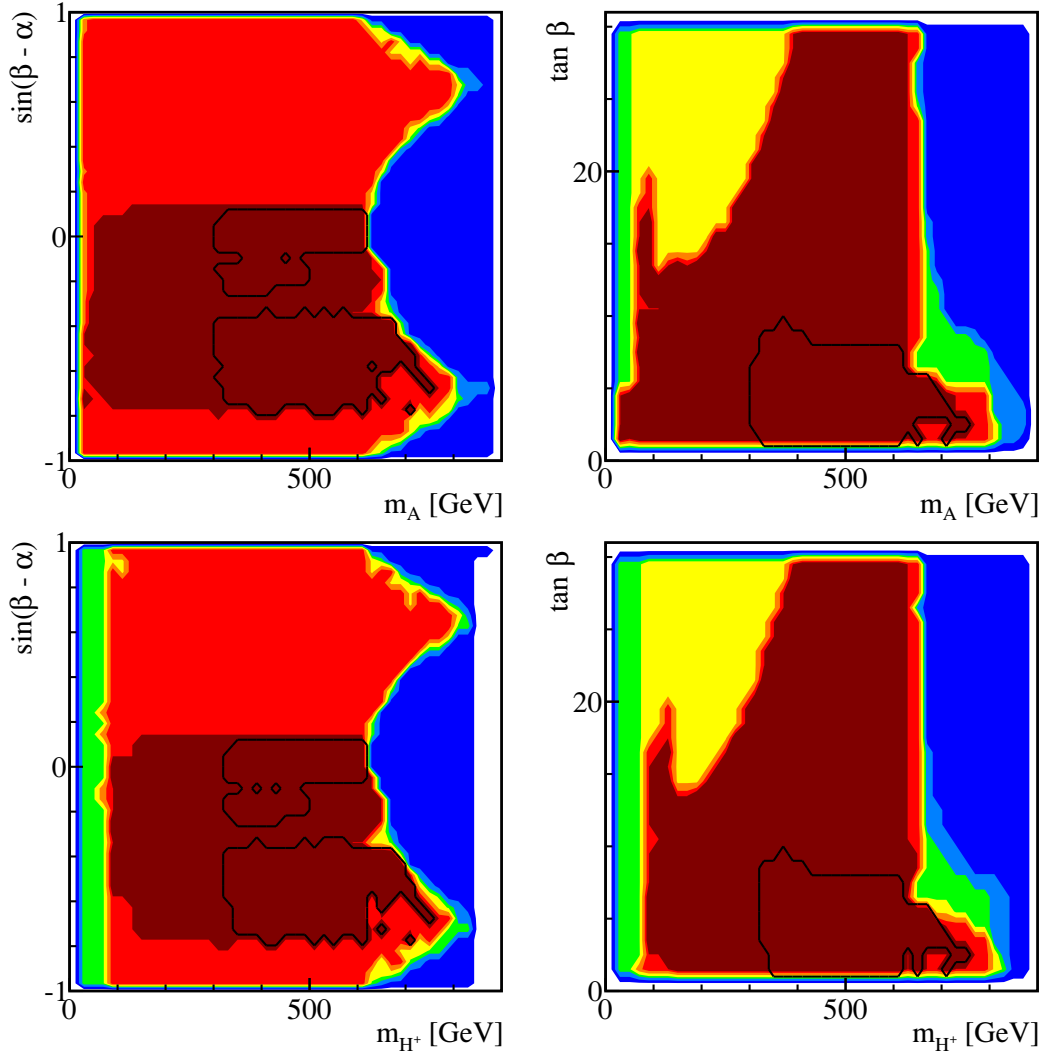 sin(β - α)
1
0
-1
0
500
m_A [GeV]
tan β
20
0
0
500
m_A [GeV]
sin(β - α)
1
0
-1
0
500
m_H⁺ [GeV]
tan β
20
0
0
500
m_H⁺ [GeV]